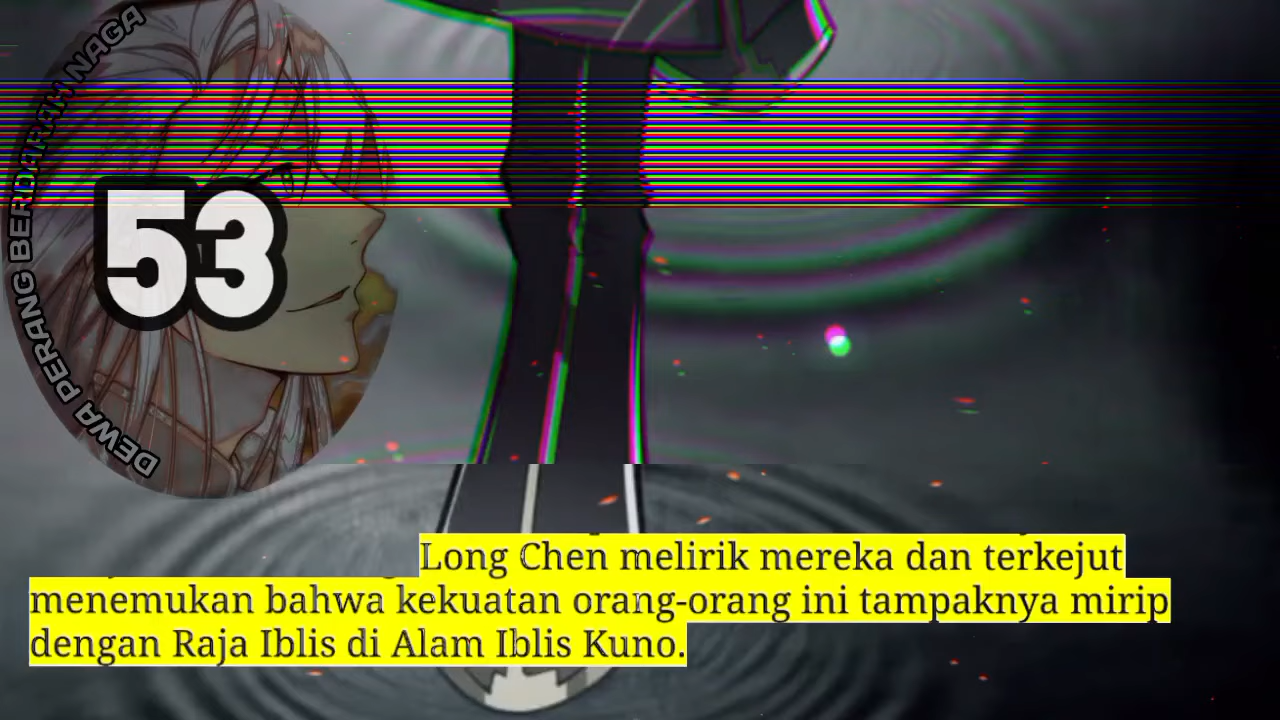 DEWA PERANG BERDARAH NAGA
53
Long Chen melirik mereka dan terkejut
menemukan bahwa kekuatan orang-orang ini tampaknya mirip
dengan Raja Iblis di Alam Iblis Kuno.